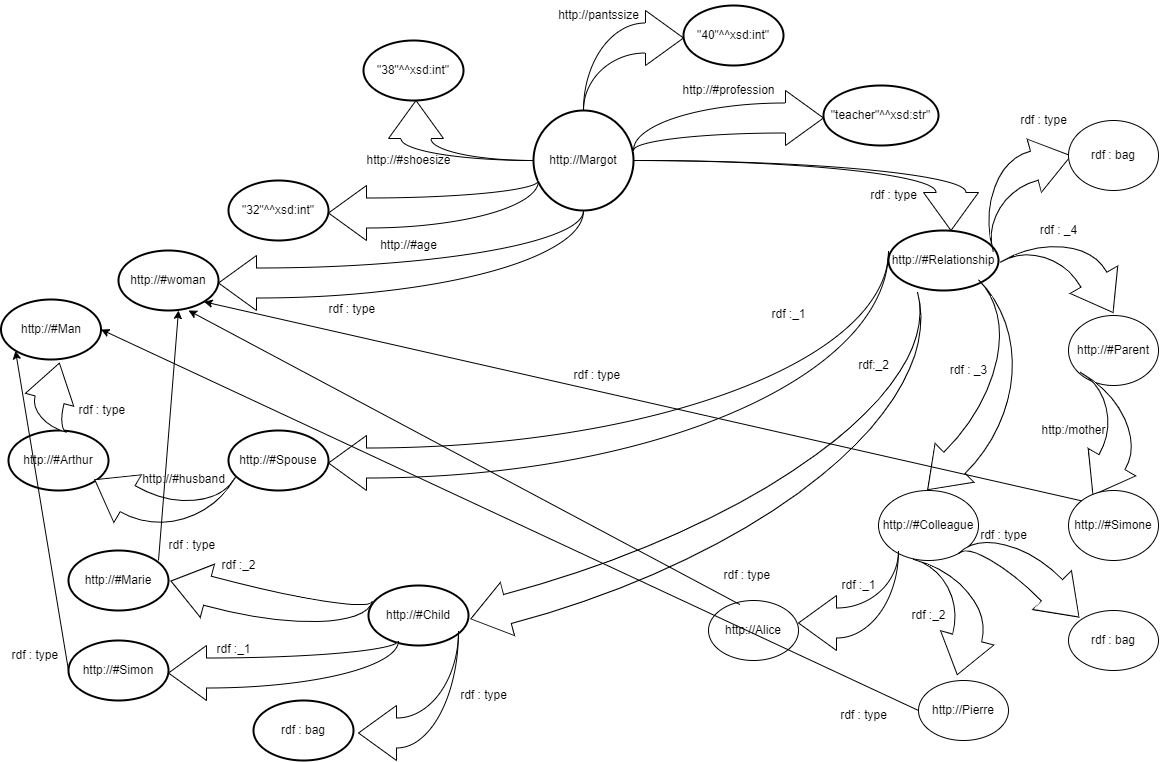 http://pantssize
"40"^^xsd:int"
"38"^^xsd:int"
http://#profession
"teacher"^^xsd:str"
rdf : type
rdf : bag
http://#shoesize
http://Margot
rdf : type
"32"^^xsd:int"
http://#age
rdf : _4
http://#Relationship
http://#woman
rdf : type
rdf :_1
http://#Man
http://#Parent
rdf:_2
rdf : _3
rdf : type
rdf : type
http:/mother
http://#Arthur
http://#Spouse
http://#husband
http://#Colleague
http://#Simone
rdf : type
rdf : type
rdf :_2
http://#Marie
rdf : type
rdf :_1
http://#Child
rdf :_2
http://Alice
rdf : bag
rdf : type
rdf :_1
http://#Simon
rdf : type
rdf : bag
http://Pierre
rdf : type